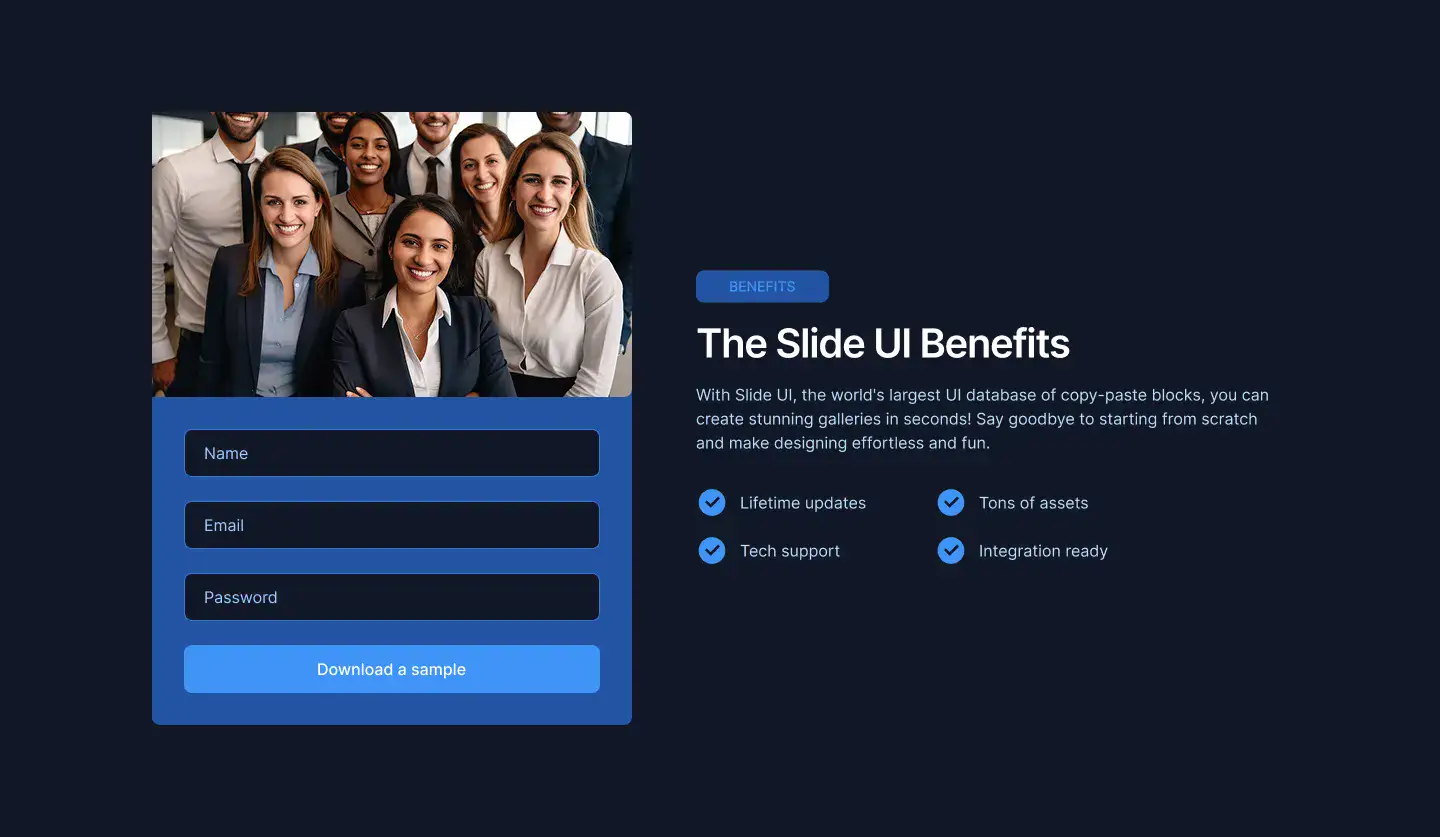 Name
Email
Password
Download a sample
BENEFITS
The Slide UI Benefits
With Slide UI, the world's largest UI database of copy-paste blocks, you can
create stunning galleries in seconds! Say goodbye to starting from scratch
and make designing effortless and fun.
Lifetime updates
Tons of assets
Tech support
Integration ready